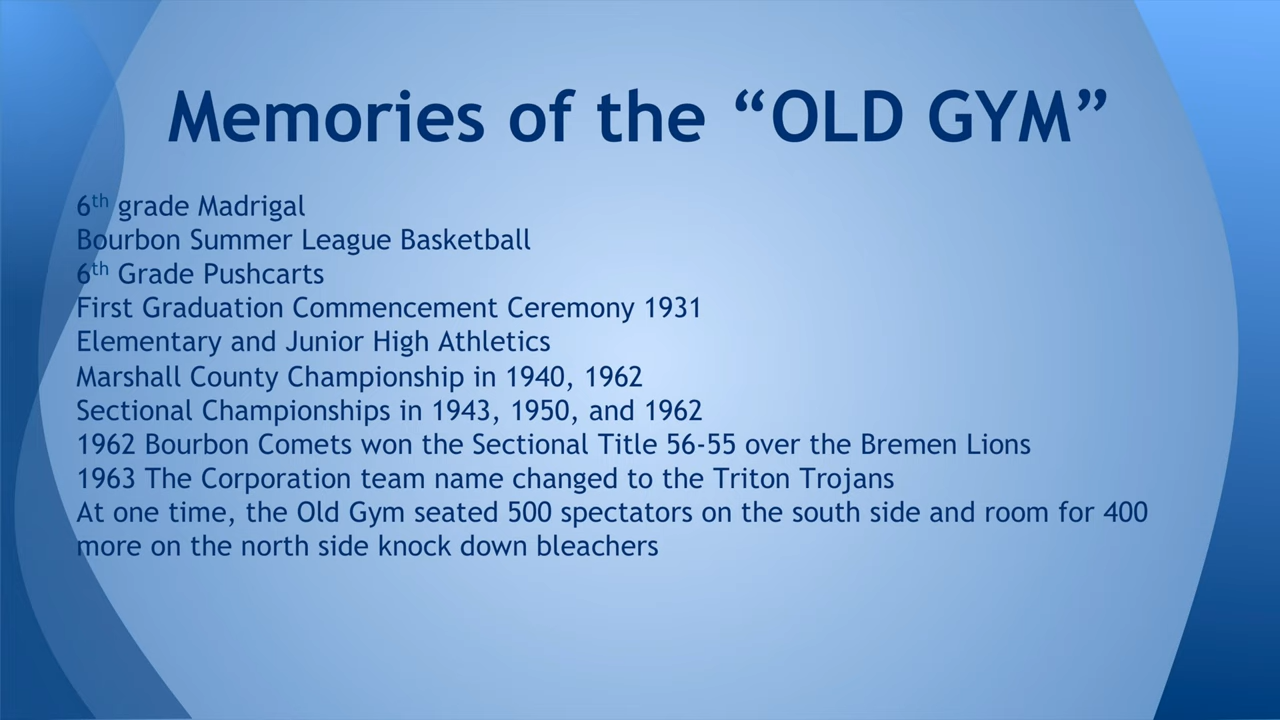 Memories of the “OLD GYM”
6th grade Madrigal
Bourbon Summer League Basketball
6th Grade Pushcarts
First Graduation Commencement Ceremony 1931
Elementary and Junior High Athletics
Marshall County Championship in 1940, 1962
Sectional Championships in 1943, 1950, and 1962
1962 Bourbon Comets won the Sectional Title 56-55 over the Bremen Lions
1963 The Corporation team name changed to the Triton Trojans
At one time, the Old Gym seated 500 spectators on the south side and room for 400
more on the north side knock down bleachers